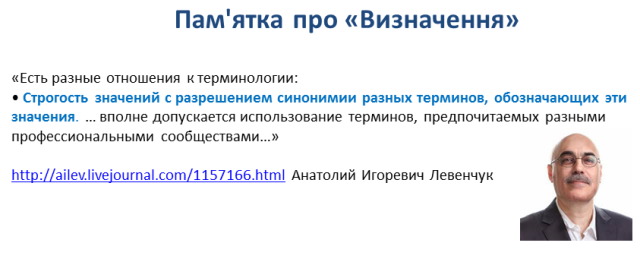 Пам'ятка про «Визначення»
«Есть разные отношения к терминологии:
• Строгость значений с разрешением синонимии разных терминов, обозначающих эти
значения. ... вполне допускается использование терминов, предпочитаемых разными
профессиональными сообществами...»
http://ailev.livejournal.com/1157166.html Анатолий Игоревич Левенчук